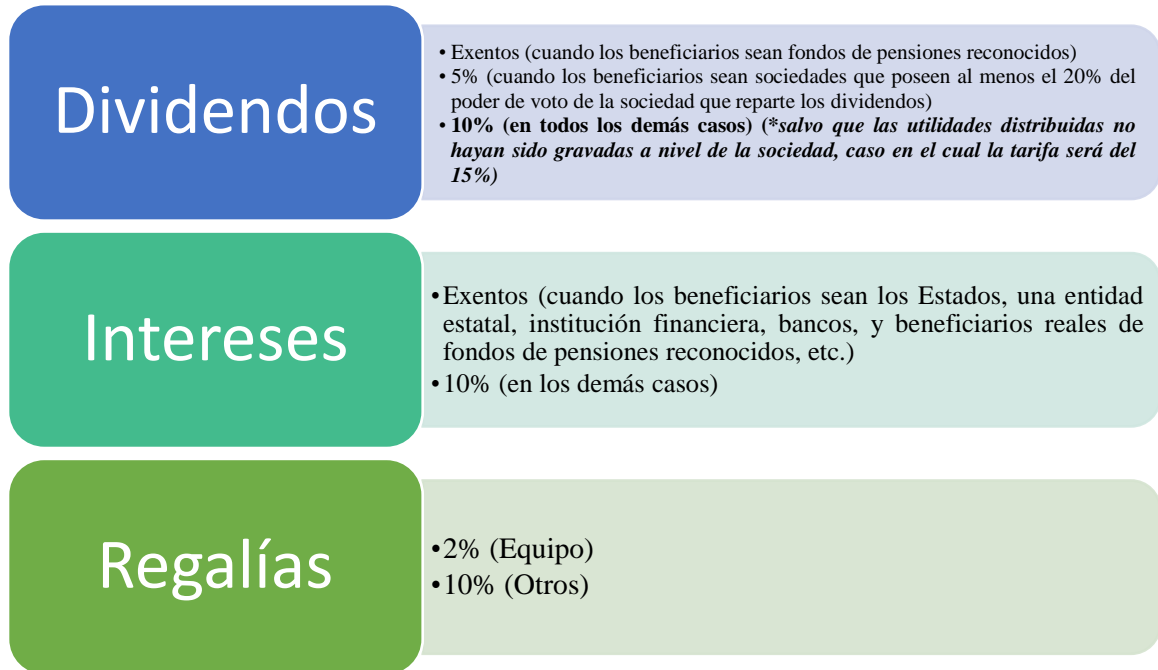 Dividendos
• Exentos (cuando los beneficiarios sean fondos de pensiones reconocidos)
• 5% (cuando los beneficiarios sean sociedades que poseen al menos el 20% del
poder de voto de la sociedad que reparte los dividendos)
• 10% (en todos los demás casos) (*salvo que las utilidades distribuidas no
hayan sido gravadas a nivel de la sociedad, caso en el cual la tarifa será del
15%)
Intereses
•Exentos (cuando los beneficiarios sean los Estados, una entidad
estatal, institución financiera, bancos, y beneficiarios reales de
fondos de pensiones reconocidos, etc.)
•10% (en los demás casos)
Regalías
•2% (Equipo)
•10% (Otros)